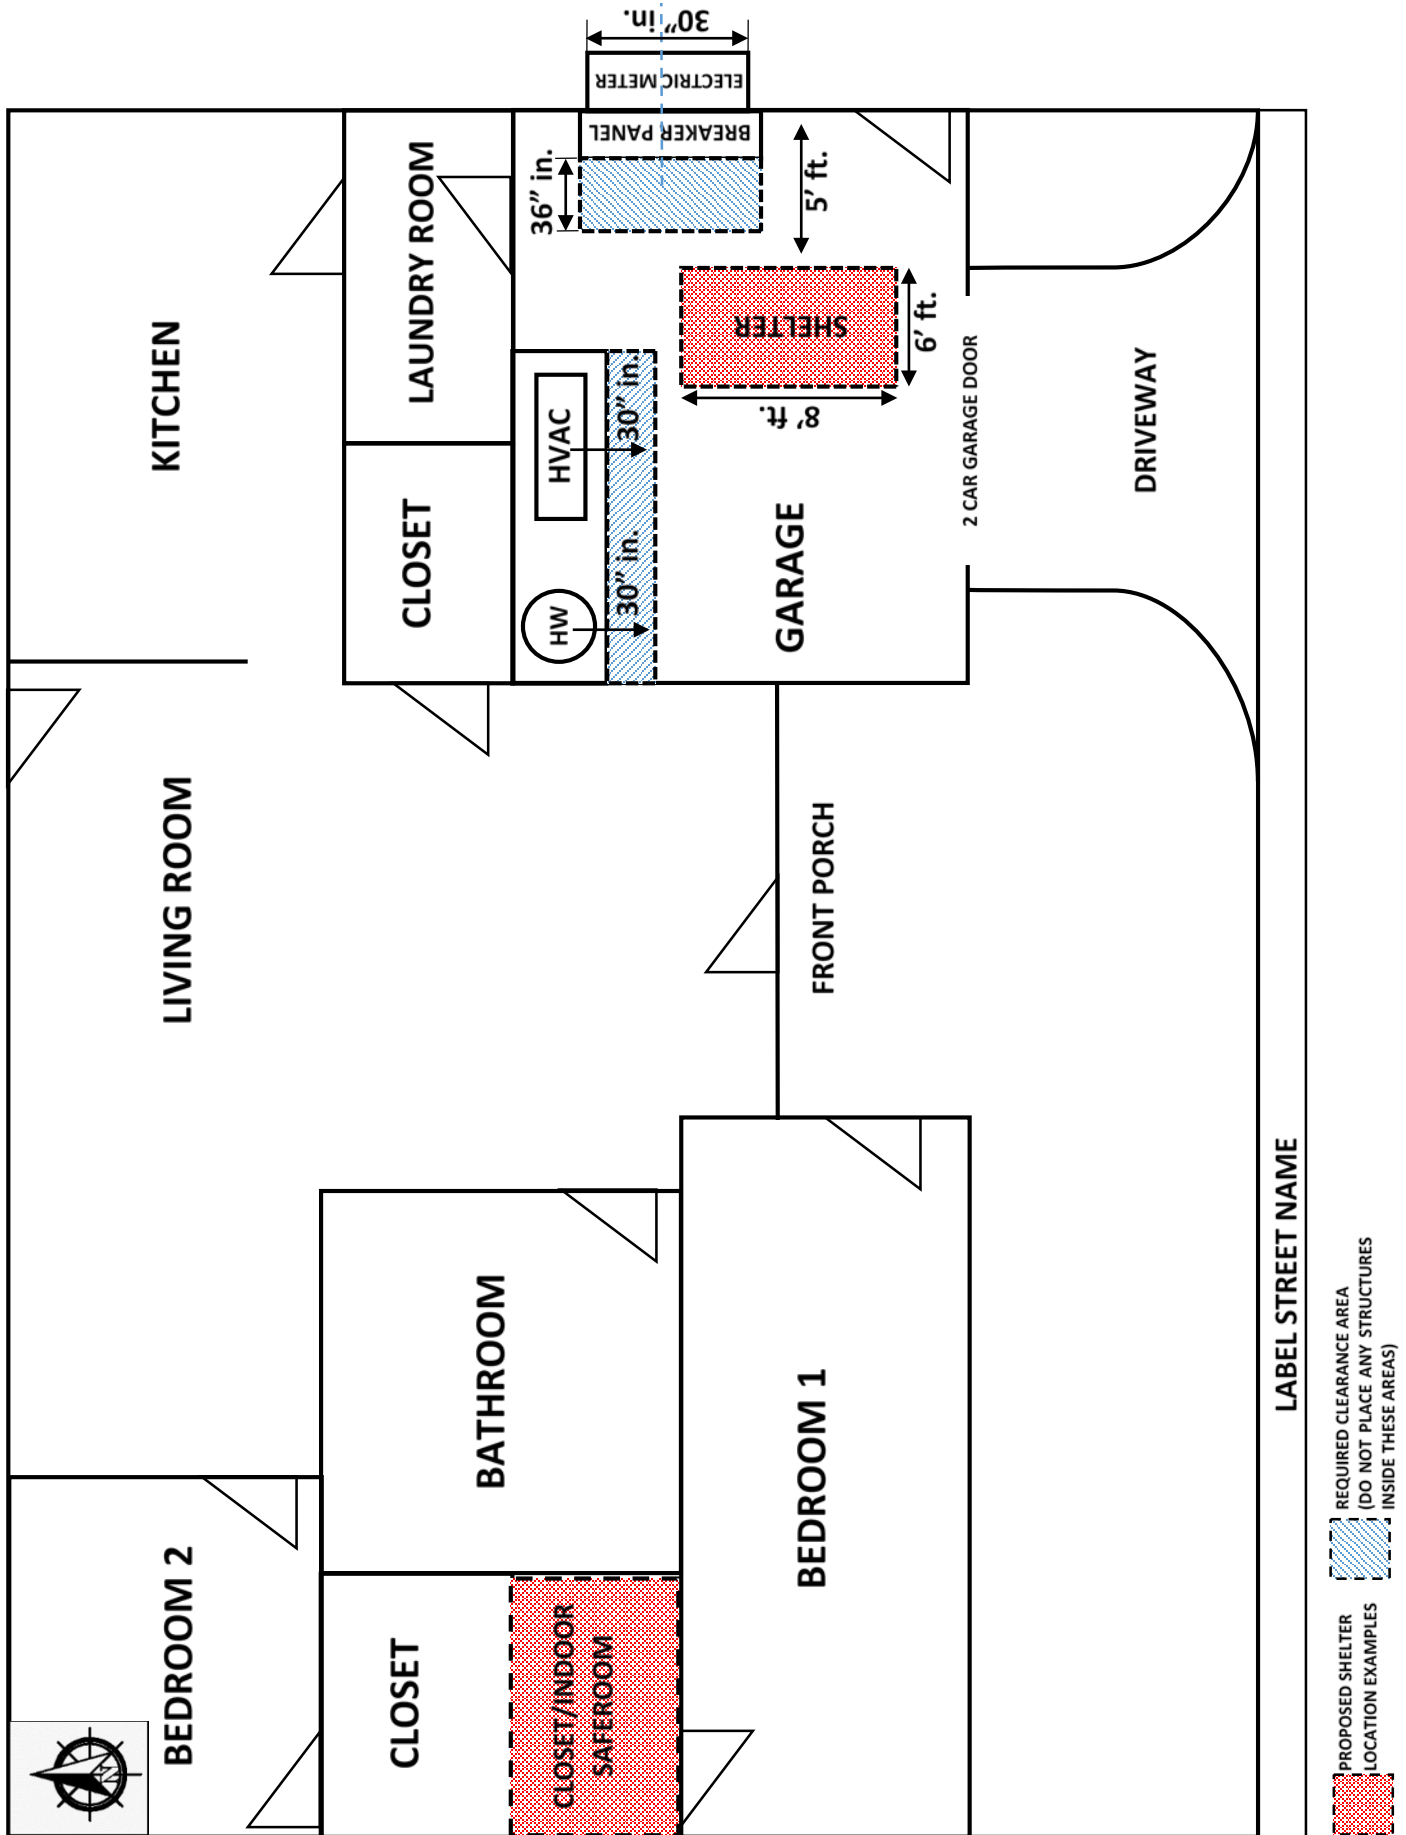 BEDROOM 2
LIVING ROOM
KITCHEN
CLOSET
BATHROOM
CLOSET
LAUNDRY ROOM
CLOSET/INDOOR
SAFEROOM
HW
HVAC
30” in.
30” in.
36” in.
BREAKER PANEL
ELECTRIC METER
30” in.
5’ ft.
SHELTER
6’ ft.
8’ ft.
GARAGE
BEDROOM 1
FRONT PORCH
2 CAR GARAGE DOOR
DRIVEWAY
LABEL STREET NAME
PROPOSED SHELTER
LOCATION EXAMPLES
REQUIRED CLEARANCE AREA
(DO NOT PLACE ANY STRUCTURES
INSIDE THESE AREAS)
N